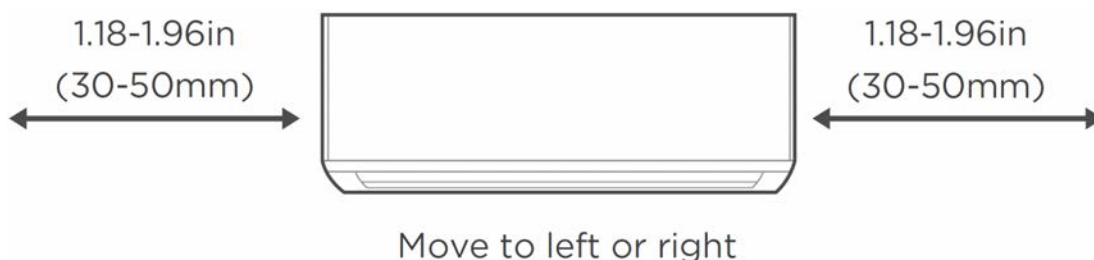 1.18-1.96in
(30-50mm)
1.18-1.96in
(30-50mm)
Move to left or right